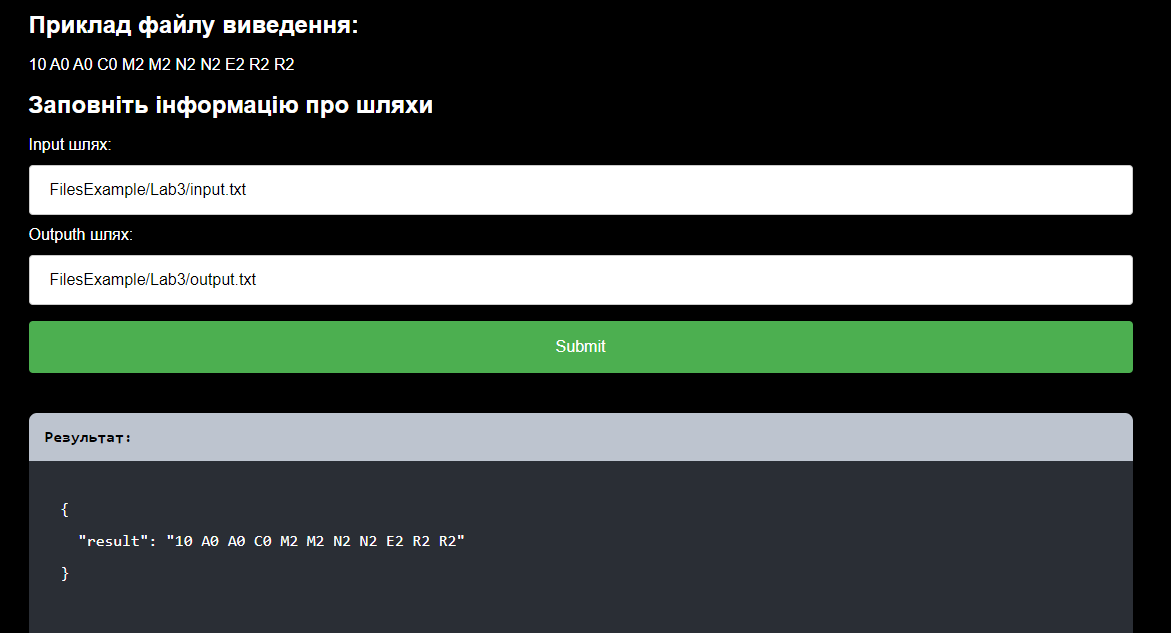 Приклад файлу виведення:
10 A0 A0 C0 M2 M2 N2 N2 E2 R2 R2
Заповніть інформацію про шляхи
Input шлях:
FilesExample/Lab3/input.txt
Outputh шлях:
FilesExample/Lab3/output.txt
Submit
Результат:
{
"result": "10 A0 A0 C0 M2 M2 N2 N2 E2 R2 R2"
}